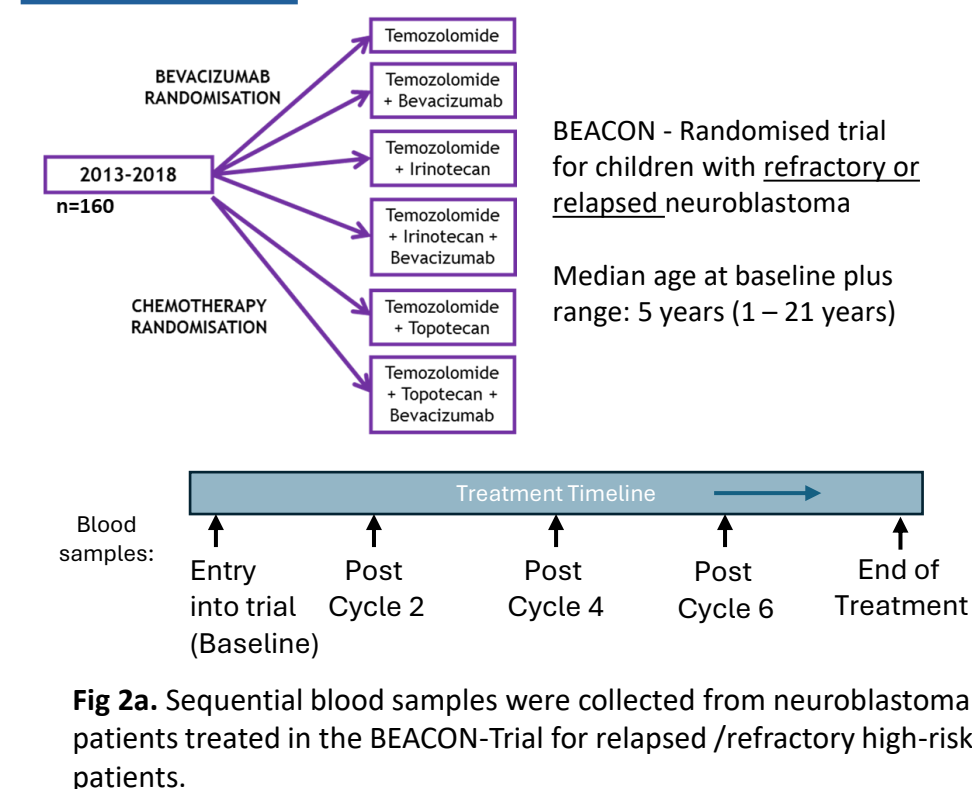 BEVACIZUMAB
RANDOMISATION
2013-2018
n=160
CHEMOTHERAPY
RANDOMISATION
Temozolomide
Temozolomide
+ Bevacizumab
Temozolomide
+ Irinotecan
Temozolomide
+ Irinotecan +
Bevacizumab
Temozolomide
+ Topotecan
Temozolomide
+ Topotecan +
Bevacizumab
BEACON - Randomised trial
for children with refractory or
relapsed neuroblastoma
Median age at baseline plus
range: 5 years (1 – 21 years)
Treatment Timeline
Blood
samples:
Entry
into trial
(Baseline)
Post
Cycle 2
Post
Cycle 4
Post
Cycle 6
End of
Treatment
Fig 2a. Sequential blood samples were collected from neuroblastoma
patients treated in the BEACON-Trial for relapsed /refractory high-risk
patients.